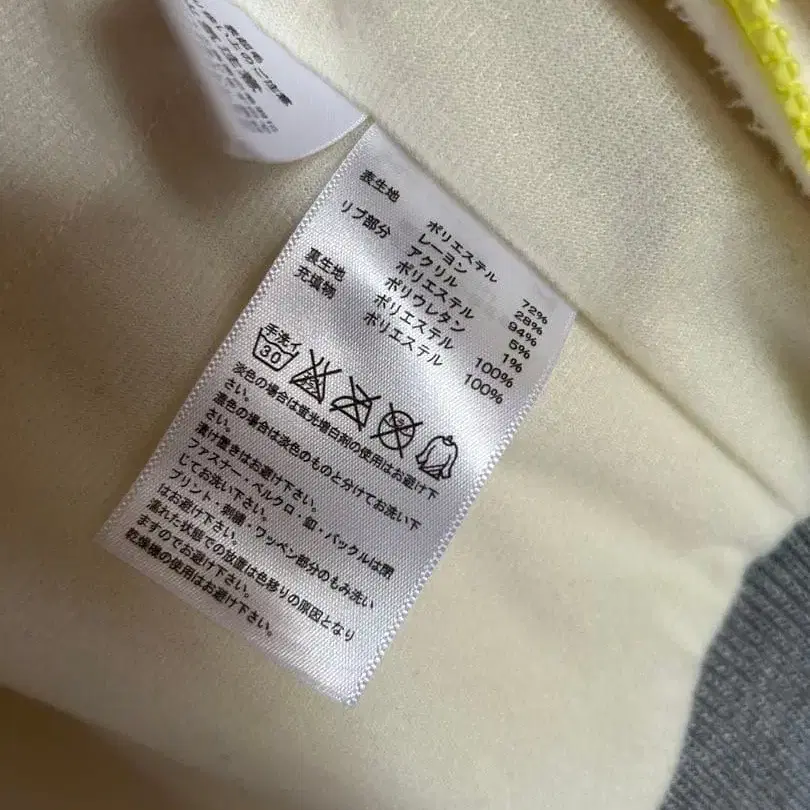 表生地 ポリエステル 72%
レーヨン 28%
リブ部分 アクリル 94%
ポリエステル 5%
ポリウレタン 1%
裏生地 ポリエステル 100%
充填物 ポリエステル 100%
手洗イ
30
淡色の場合は蛍光増白剤の使用はお避け下
さい。
濃色の場合は淡色のものと分けてお洗い下
さい。
漬け置きはお避け下さい。
ファスナー・ベルクロ・釦・バックルは閉
じてお洗い下さい。
プリント・刺繍・ワッペン部分のもみ洗い
はお避け下さい。
濡れた状態での放置は色移りの原因となり
ますのでお避け下さい。
乾燥機の使用はお避け下さい。